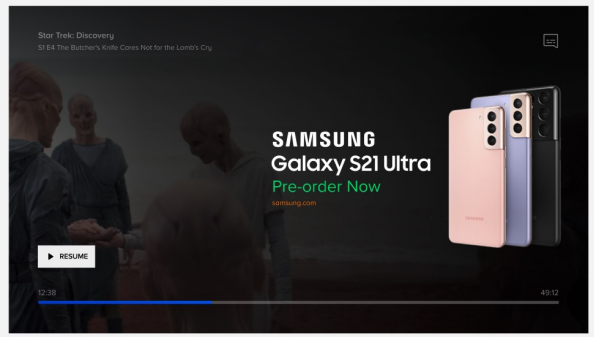 Star Trek: Discovery
S1 E4 The Butcher's Knife Cares Not for the Lamb's Cry
SAMSUNG
Galaxy S21 Ultra
Pre-order Now
samsung.com
SAMSUNG
RESUME
12:38
49:12